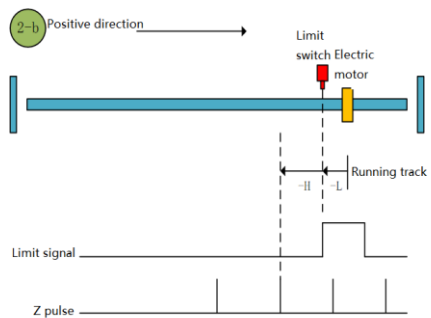 2-b Positive direction
Limit
switch Electric
motor
Running track
-H -L
Limit signal
Z pulse